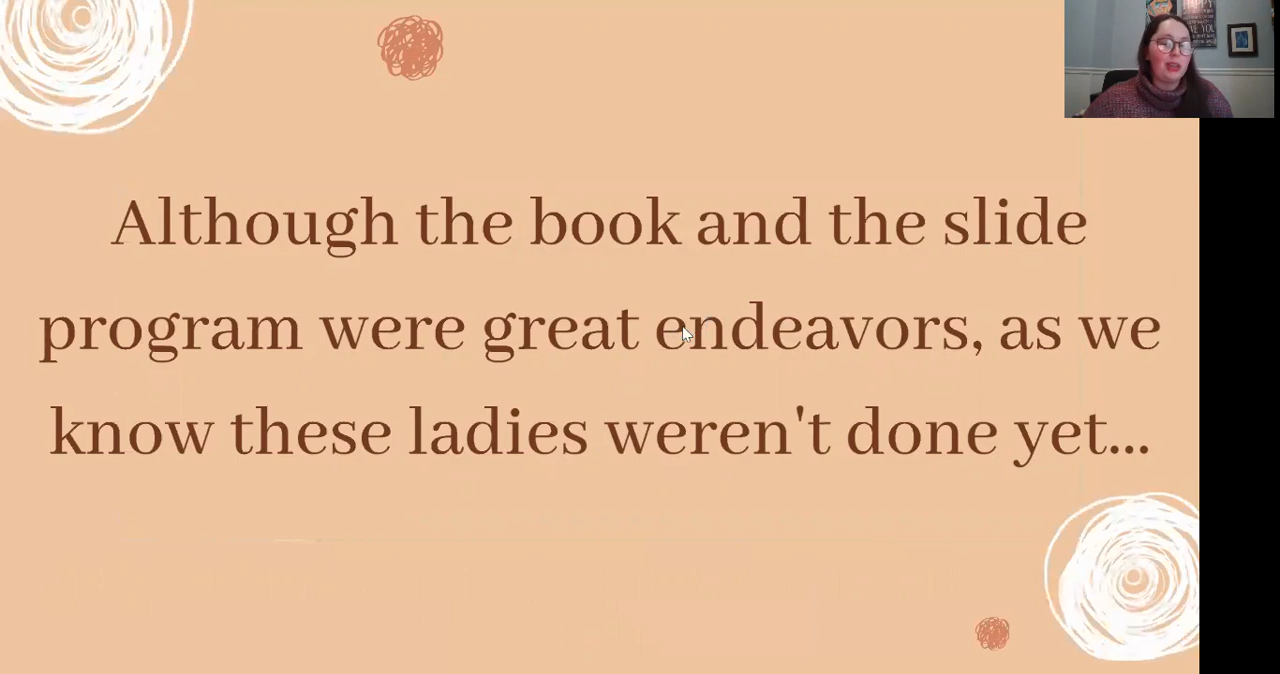 Although the book and the slide
program were great endeavors, as we
know these ladies weren't done yet...